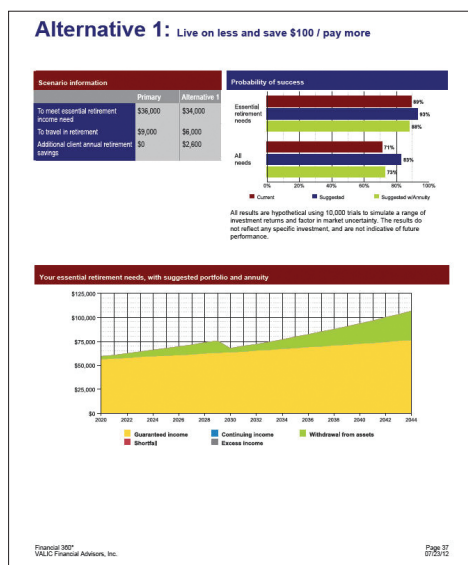 Alternative 1: Live on less and save $100 / pay more
Scenario information
Primary Alternative 1
To meet essential retirement income need $36,000 $34,000
To travel in retirement $9,000 $6,000
Additional client annual retirement savings $0 $2,600
Probability of success
Essential
retirement
needs
89%
93%
88%
All
needs
71%
83%
73%
0% 20% 40% 60% 80% 100%
Current Suggested Suggested w/Annuity
All results are hypothetical using 10,000 trials to simulate a range of
investment returns and factor in market uncertainty. The results do
not reflect any specific investment, and are not indicative of future
performance.
Your essential retirement needs, with suggested portfolio and annuity
$125,000
$100,000
$75,000
$50,000
$25,000
$0
2020 2022 2024 2026 2028 2030 2032 2034 2036 2038 2040 2042 2044
Guaranteed income Continuing income Withdrawal from assets
Shortfall Excess income
Financial 360° Page 37
VALIC Financial Advisors, Inc. 07/23/12